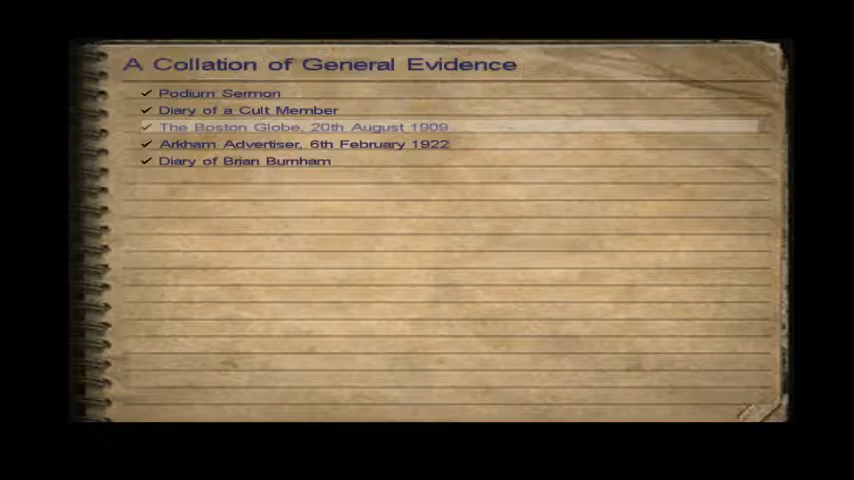 A Collation of General Evidence
✓ Podium Sermon
✓ Diary of a Cult Member
✓ The Boston Globe, 20th August 1909
✓ Arkham Advertiser, 6th February 1922
✓ Diary of Brian Burnham